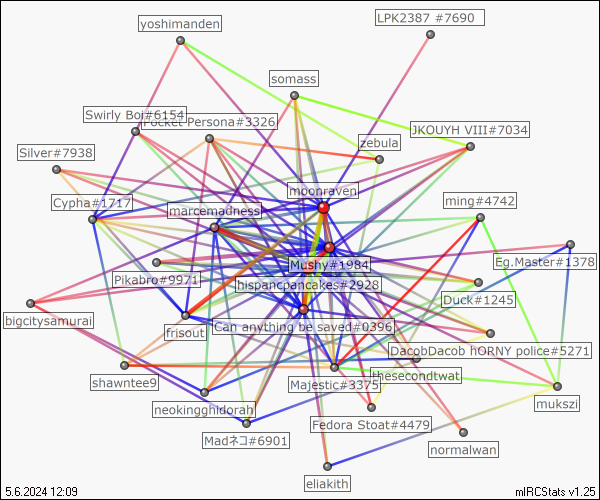 LPK2387 #7690
yoshimanden
somass
Swirly Boi#6154
Pocket Persona#3326
JKOUYH VIII#7034
zebula
Silver#7938
moonraven
Cypha#1717
marcemadness
ming#4742
Mushy#1984
Eg.Master#1378
Pikabro#9971
hispancpancakes#2928
Duck#1245
bigcitysamurai
frisout
Can anything be saved#0396
DacobDacob hORNY police#5271
shawntee9
Majestic#3375
thesecondtwat
neokingghidorah
mukszi
Fedora Stoat#4479
Madネコ#6901
normalwan
eliakith
5.6.2024 12:09
mIRCStats v1.25